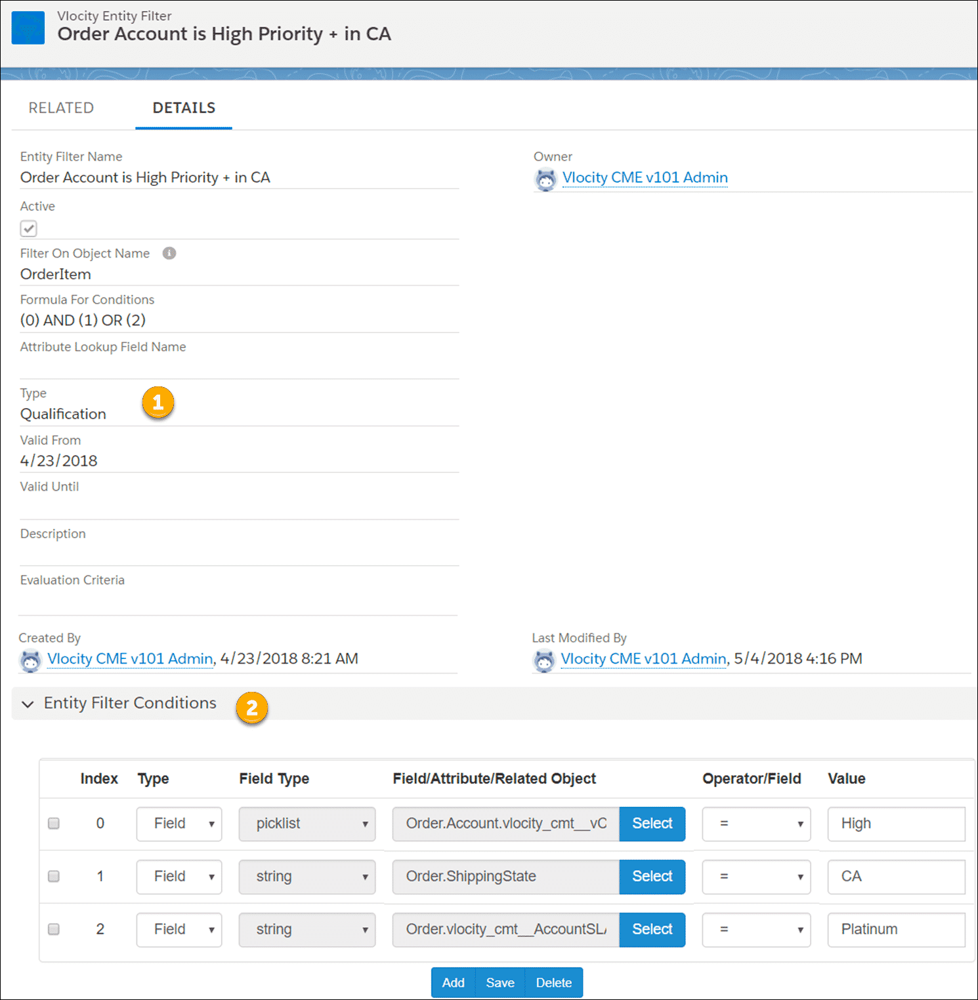 Vlocity Entity Filter
Order Account is High Priority + in CA
RELATED DETAILS
Entity Filter Name
Order Account is High Priority + in CA
Owner
Vlocity CME v101 Admin
Active
Filter On Object Name
OrderItem
Formula For Conditions
(0) AND (1) OR (2)
Attribute Lookup Field Name
Type
Qualification
1
Valid From
4/23/2018
Valid Until
Description
Evaluation Criteria
Created By
Vlocity CME v101 Admin, 4/23/2018 8:21 AM
Last Modified By
Vlocity CME v101 Admin, 5/4/2018 4:16 PM
Entity Filter Conditions 2
Index Type Field Type Field/Attribute/Related Object Operator/Field Value
0 Field picklist Order.Account.vlocity_cmt__vC Select = High
1 Field string Order.ShippingState Select = CA
2 Field string Order.vlocity_cmt__AccountSLA Select = Platinum
Add Save Delete